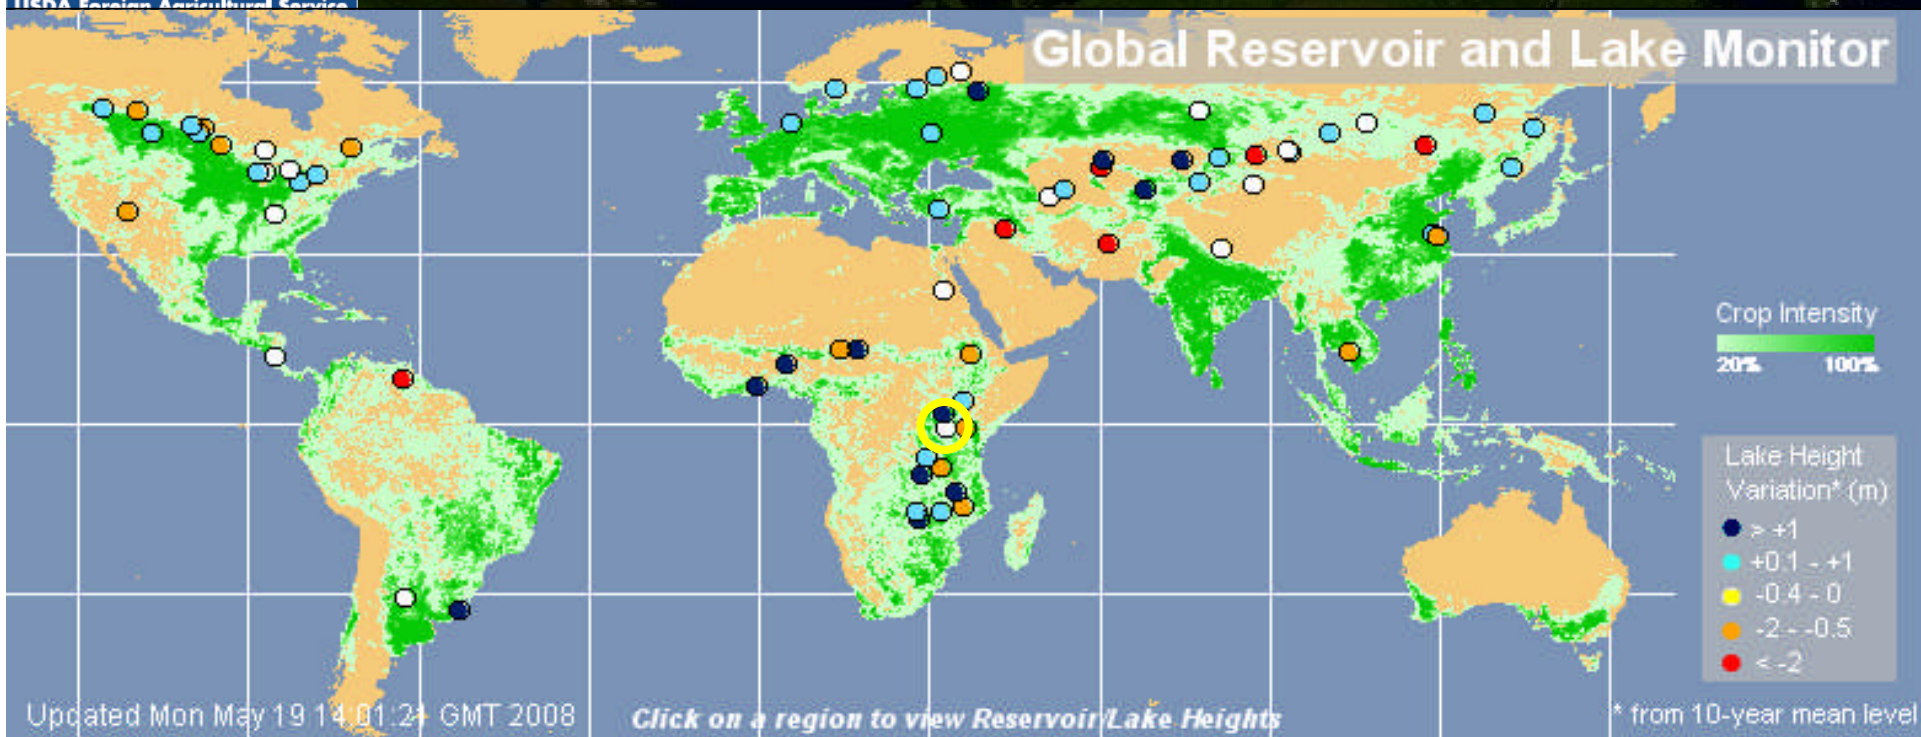 USDA Foreign Agricultural Service
Global Reservoir and Lake Monitor
Crop Intensity
20% 100%
Lake Height
Variation* (m)
> +1
+0.1 - +1
-0.4 - 0
-2 - -0.5
< -2
Updated Mon May 19 14:01:21 GMT 2008
Click on a region to view Reservoir/Lake Heights
* from 10-year mean level